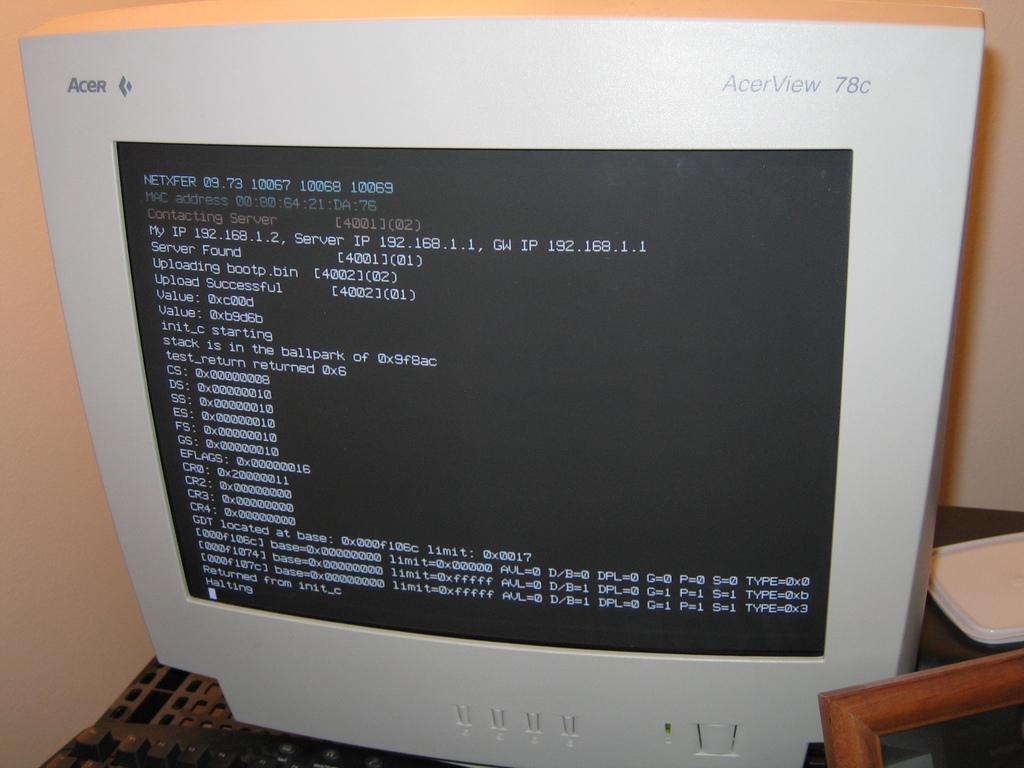 Acer
AcerView 78c
NETXFER 09.73 10067 10068 10069
MAC address 00:80:64:21:DA:76
Contacting Server [4001](02)
My IP 192.168.1.2, Server IP 192.168.1.1, GW IP 192.168.1.1
Server Found [4001](01)
Uploading bootp.bin [4002](02)
Upload Successful [4002](01)
Value: 0xc00d
Value: 0xb9d6b
init_c starting
stack is in the ballpark of 0x9f8ac
test_return returned 0x6
CS: 0x00000008
DS: 0x00000010
SS: 0x00000010
ES: 0x00000010
FS: 0x00000010
GS: 0x00000010
EFLAGS: 0x00000016
CR0: 0x20000011
CR2: 0x00000000
CR3: 0x00000000
CR4: 0x00000000
GDT located at base: 0x000f106c limit: 0x0017
[000f106c] base=0x00000000 limit=0x00000 AVL=0 D/B=0 DPL=0 G=0 P=0 S=0 TYPE=0x0
[000f1074] base=0x00000000 limit=0xfffff AVL=0 D/B=1 DPL=0 G=1 P=1 S=1 TYPE=0xb
[000f107c] base=0x00000000 limit=0xfffff AVL=0 D/B=1 DPL=0 G=1 P=1 S=1 TYPE=0x3
Returned from init_c
Halting